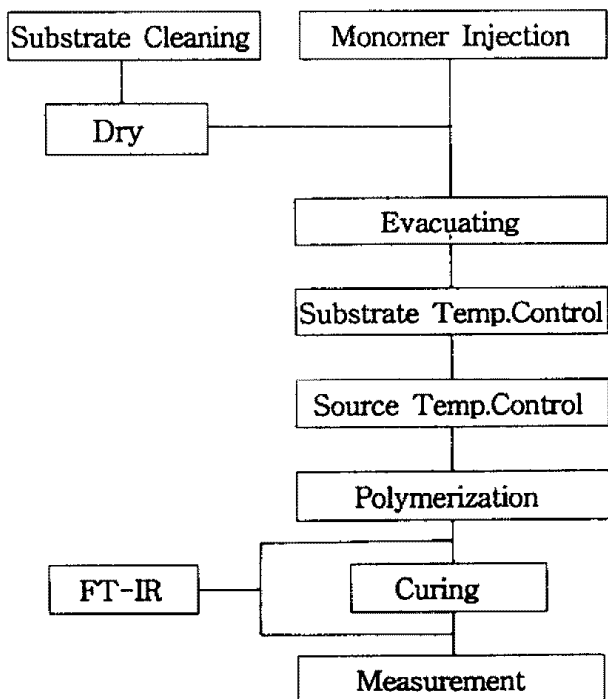 Substrate Cleaning
Monomer Injection
Dry
Evacuating
Substrate Temp.Control
Source Temp.Control
Polymerization
FT-IR
Curing
Measurement